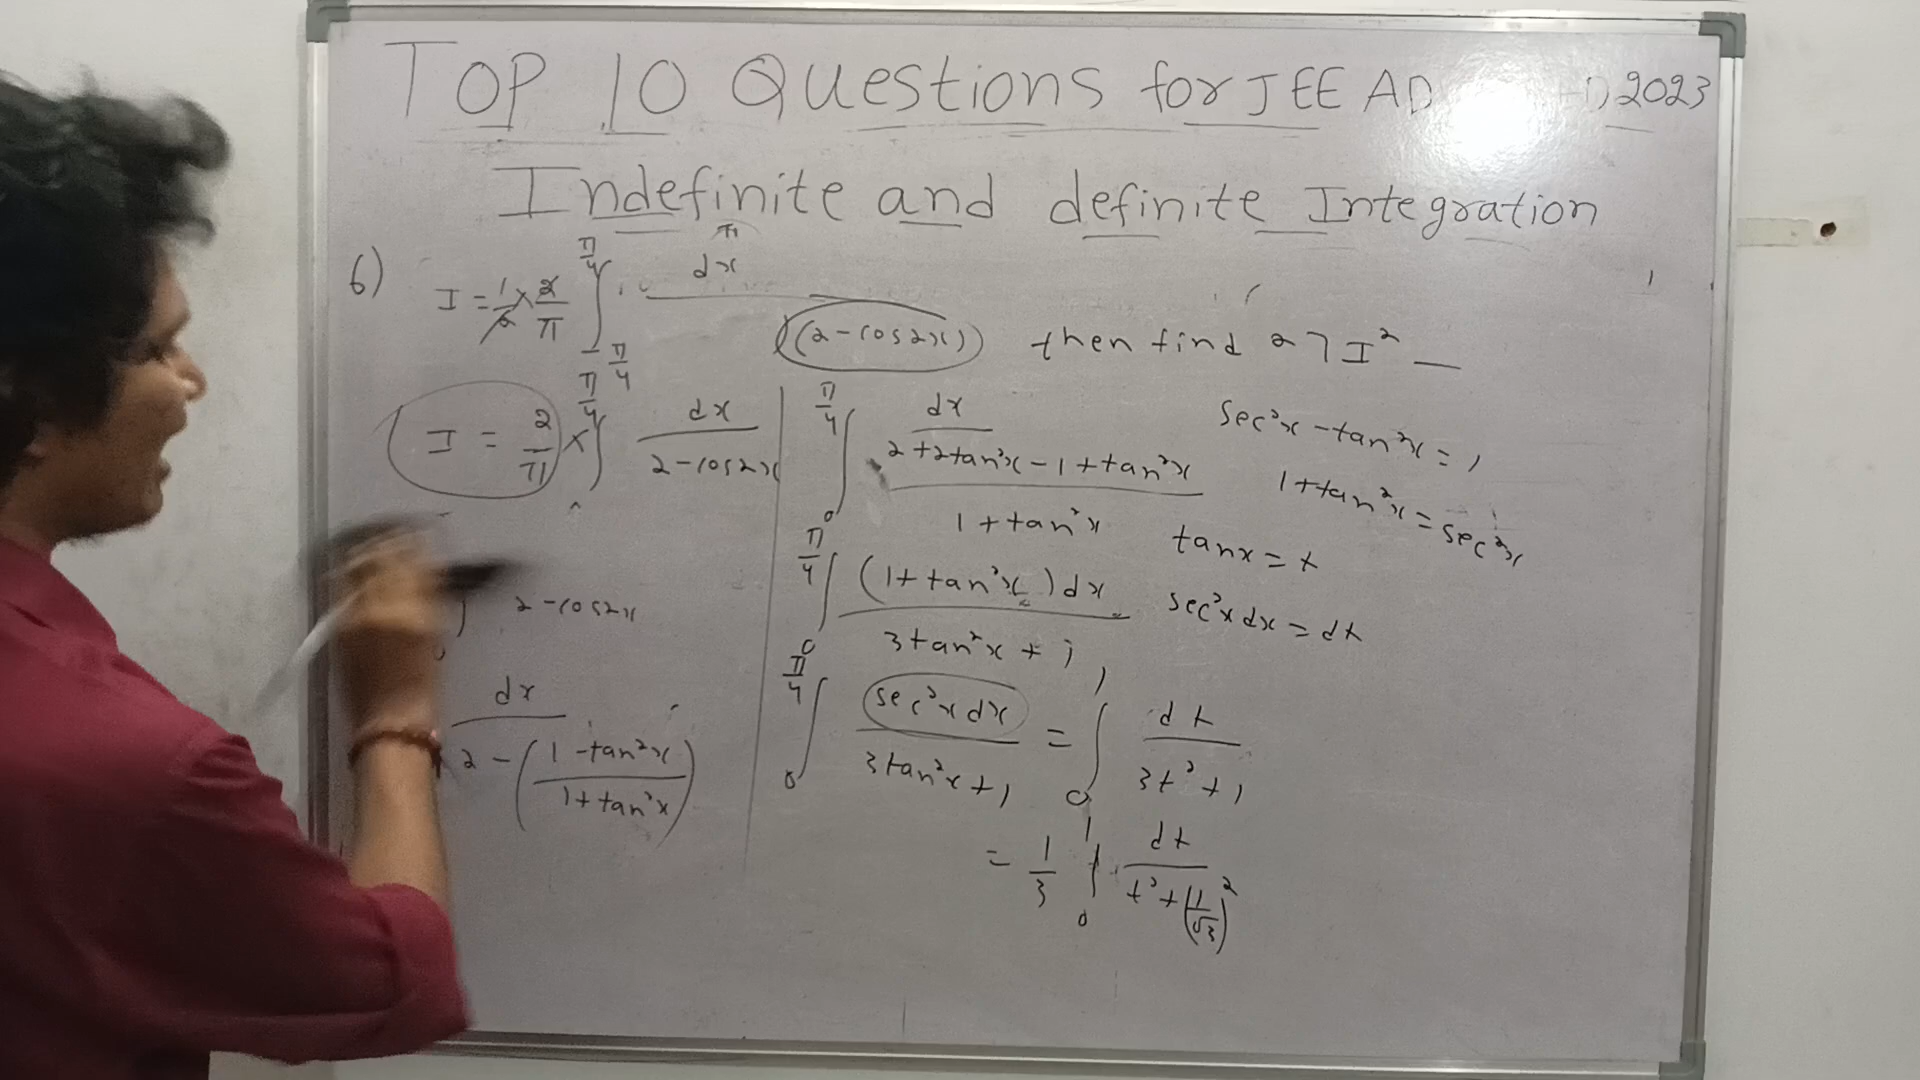 TOP 10 Questions for JEE AD D 2023
Indefinite and definite Integration
6) I = 1/2 × 2/π ∫_{-π/4}^{π/4} dx / (2-cos2x) then find 27I² —
I = 2/π × ∫^{π/4} dx / 2-cos2x
2-cos2x
dx / 2 - (1-tan²x / 1+tan²x)
∫_0^{π/4} dx / 2+2tan²x-1+tan²x / 1+tan²x
∫_0^{π/4} (1+tan²x)dx / 3tan²x+1
∫_0^{π/4} sec²x dx / 3tan²x+1 = ∫_0^1 dt / 3t²+1
= 1/3 ∫_0^1 dt / t²+(1/√3)²
sec²x-tan²x=1
1+tan²x=sec²x
tanx=t
sec²x dx=dt